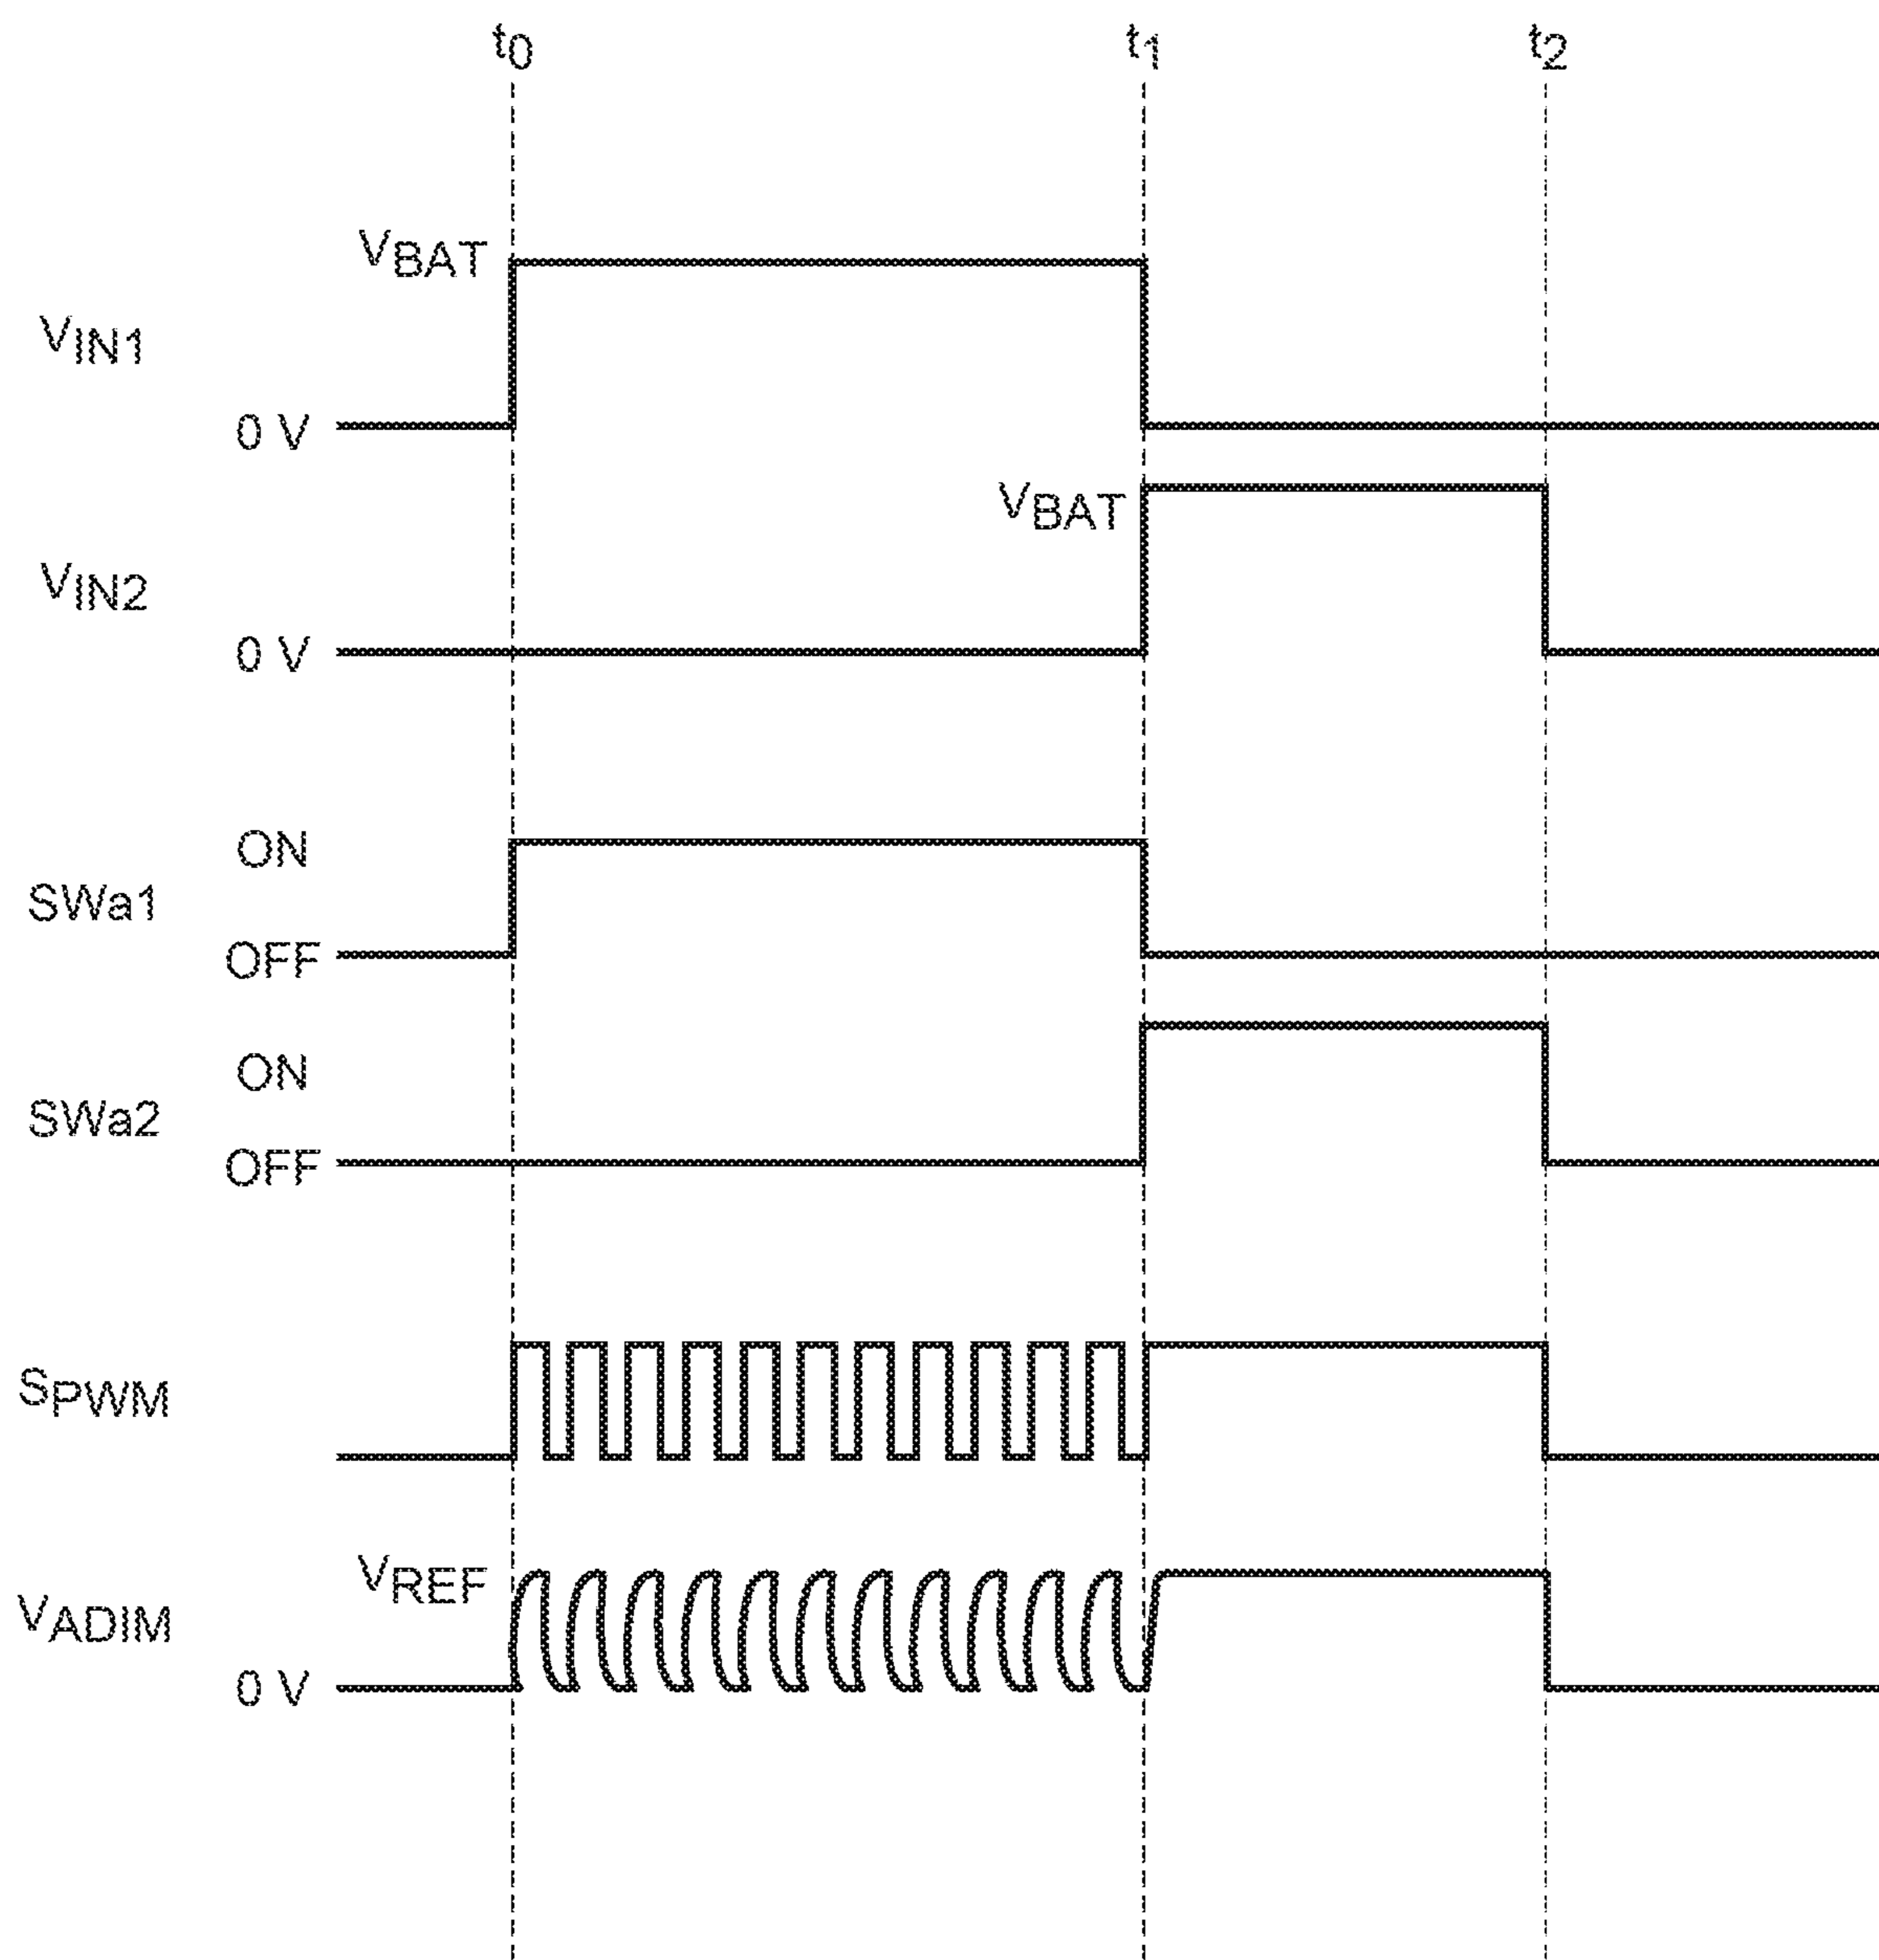 t0 t1 t2
VBAT
VIN1
0 V
VBAT
VIN2
0 V
ON
SWa1
OFF
ON
SWa2
OFF
SPWM
VREF
VADIM
0 V